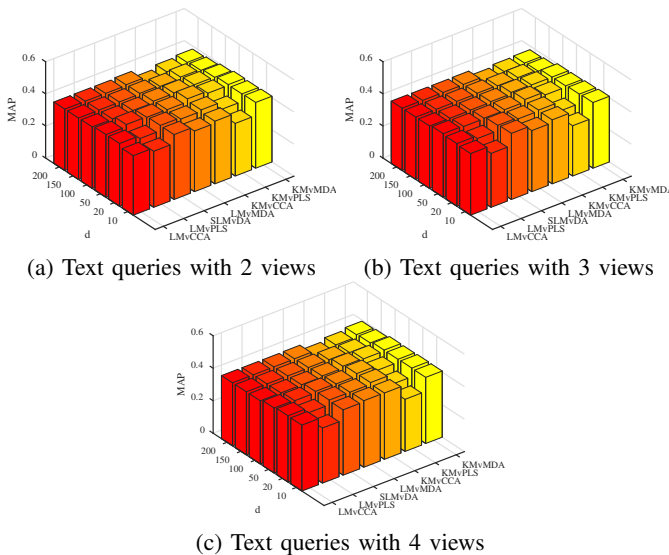 0.6
0.4
0.2
0
MAP
200
150
100
50
20
10
d
LMvCCA
LMvPLS
SLMvDA
LMvMDA
KMvCCA
KMvPLS
KMvMDA
(a) Text queries with 2 views
0.6
0.4
0.2
0
MAP
200
150
100
50
20
10
d
LMvCCA
LMvPLS
SLMvDA
LMvMDA
KMvCCA
KMvPLS
KMvMDA
(b) Text queries with 3 views
0.6
0.4
0.2
0
MAP
200
150
100
50
20
10
d
LMvCCA
LMvPLS
SLMvDA
LMvMDA
KMvCCA
KMvPLS
KMvMDA
(c) Text queries with 4 views